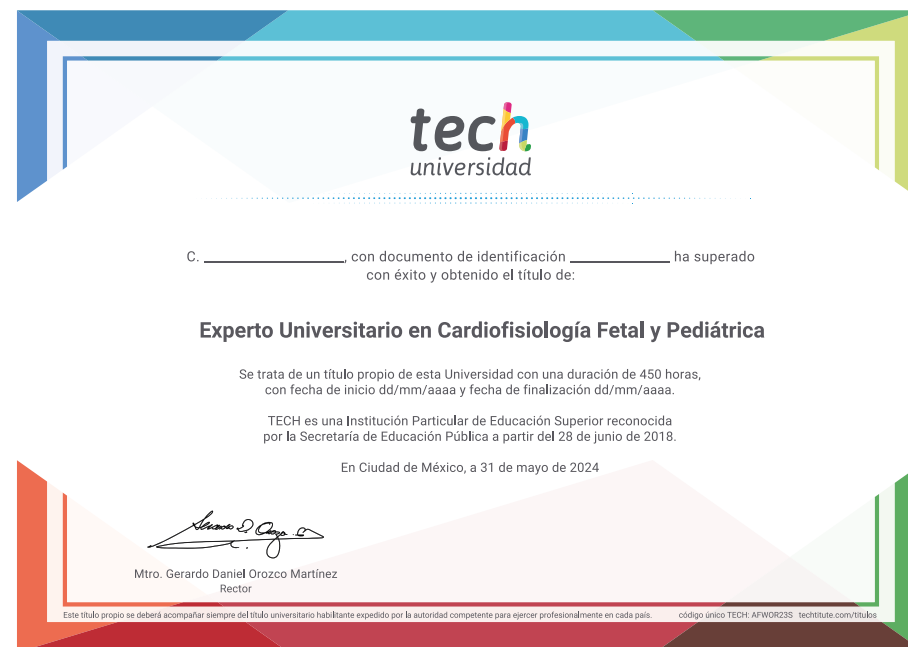 tech
universidad
C. ____________, con documento de identificación ____________ ha superado
con éxito y obtenido el título de:
Experto Universitario en Cardiofisiología Fetal y Pediátrica
Se trata de un título propio de esta Universidad con una duración de 450 horas,
con fecha de inicio dd/mm/aaaa y fecha de finalización dd/mm/aaaa.
TECH es una Institución Particular de Educación Superior reconocida
por la Secretaría de Educación Pública a partir del 28 de junio de 2018.
En Ciudad de México, a 31 de mayo de 2024
Mtro. Gerardo Daniel Orozco Martínez
Rector
Este título propio se deberá acompañar siempre del título universitario habilitante expedido por la autoridad competente para ejercer profesionalmente en cada país. código único TECH: AFWOR23S techtitute.com/titulos